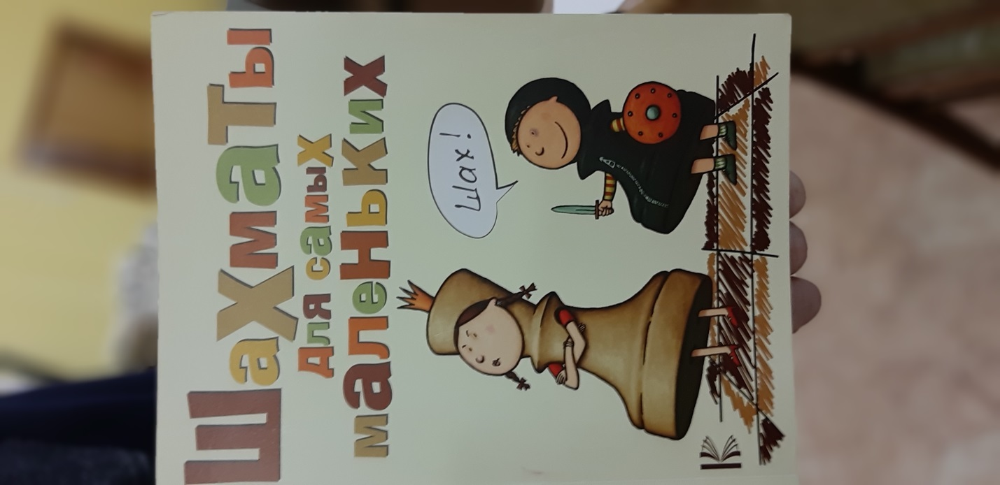 Шахматы
для самых
маленьких
Шах!